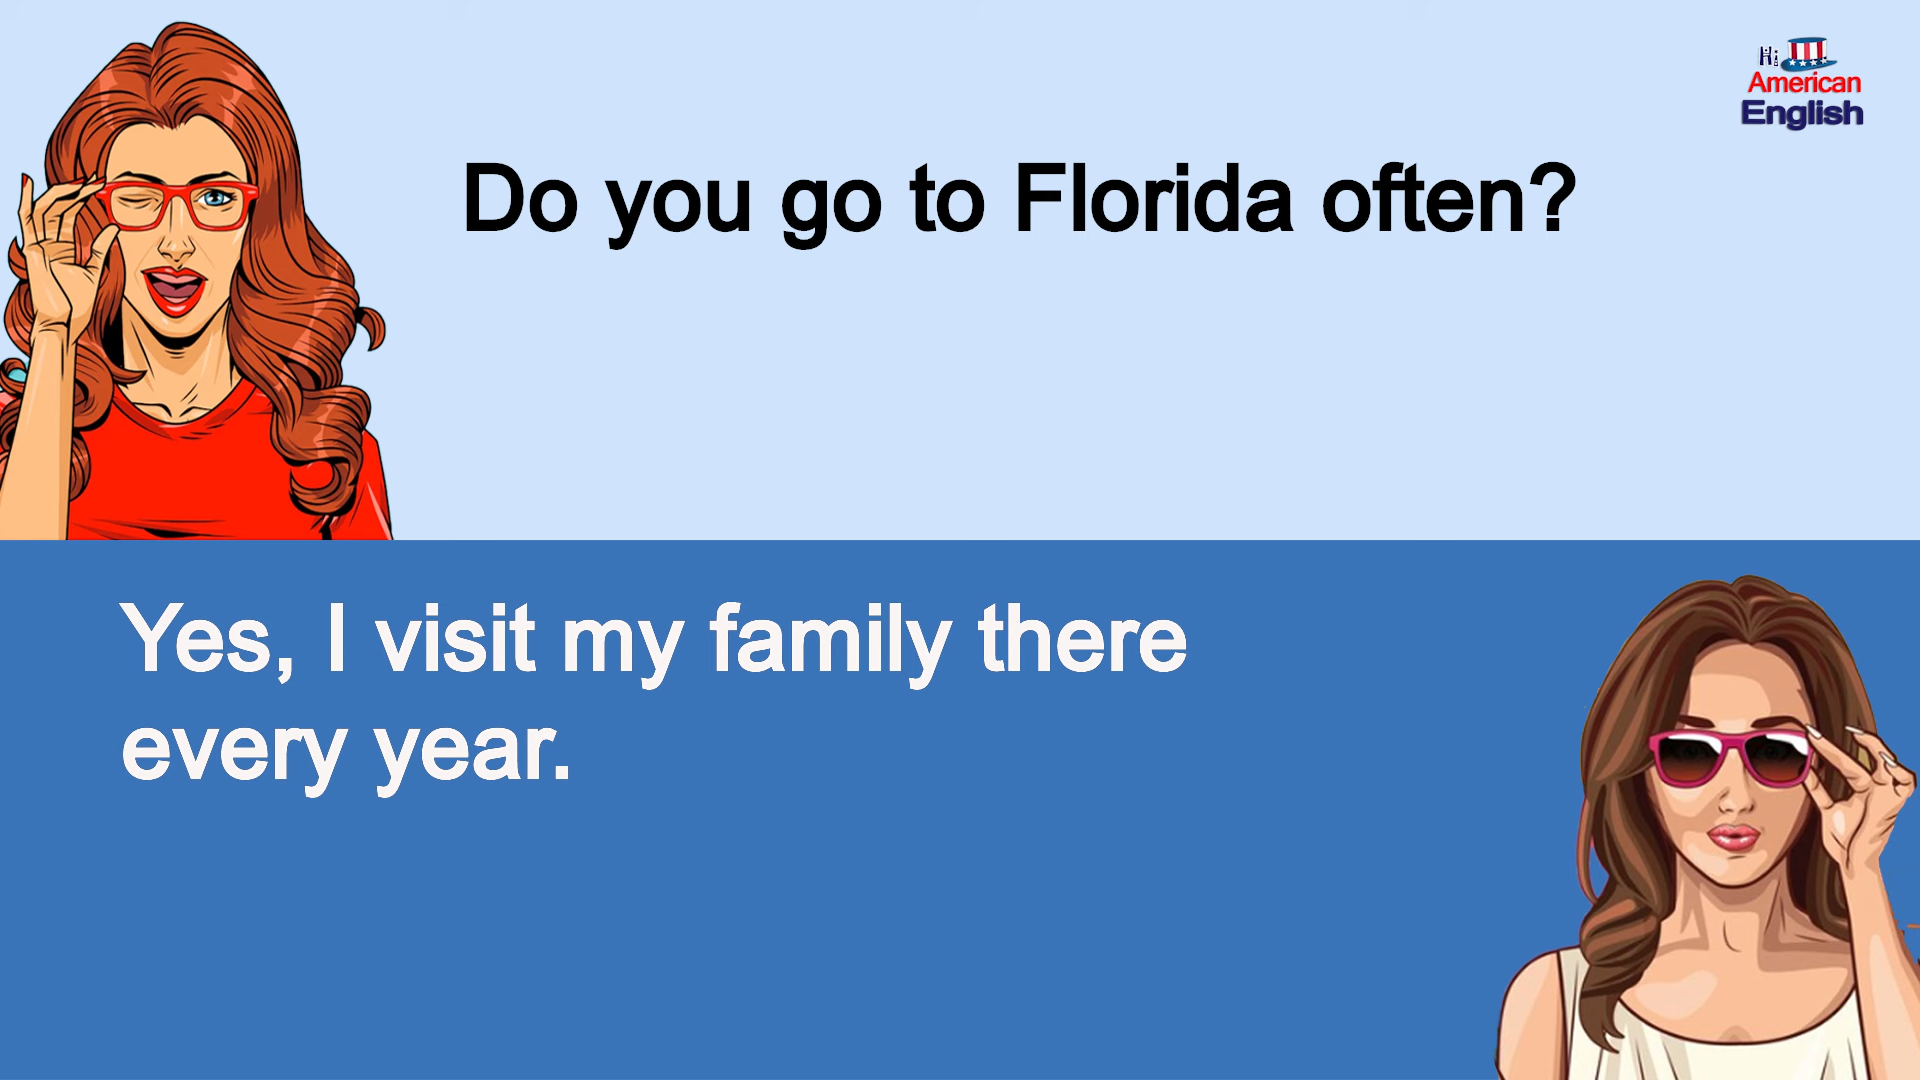 Hi
American
English
Do you go to Florida often?
Yes, I visit my family there
every year.